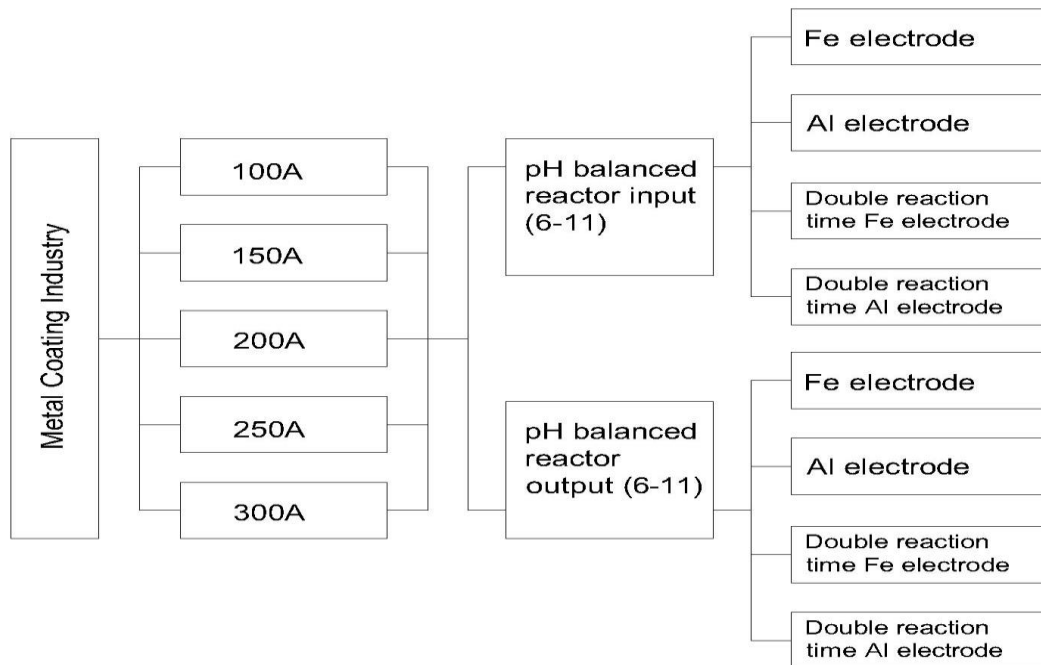 Metal Coating Industry
100A
150A
200A
250A
300A
pH balanced
reactor input
(6-11)
pH balanced
reactor
output (6-11)
Fe electrode
Al electrode
Double reaction
time Fe electrode
Double reaction
time Al electrode
Fe electrode
Al electrode
Double reaction
time Fe electrode
Double reaction
time Al electrode